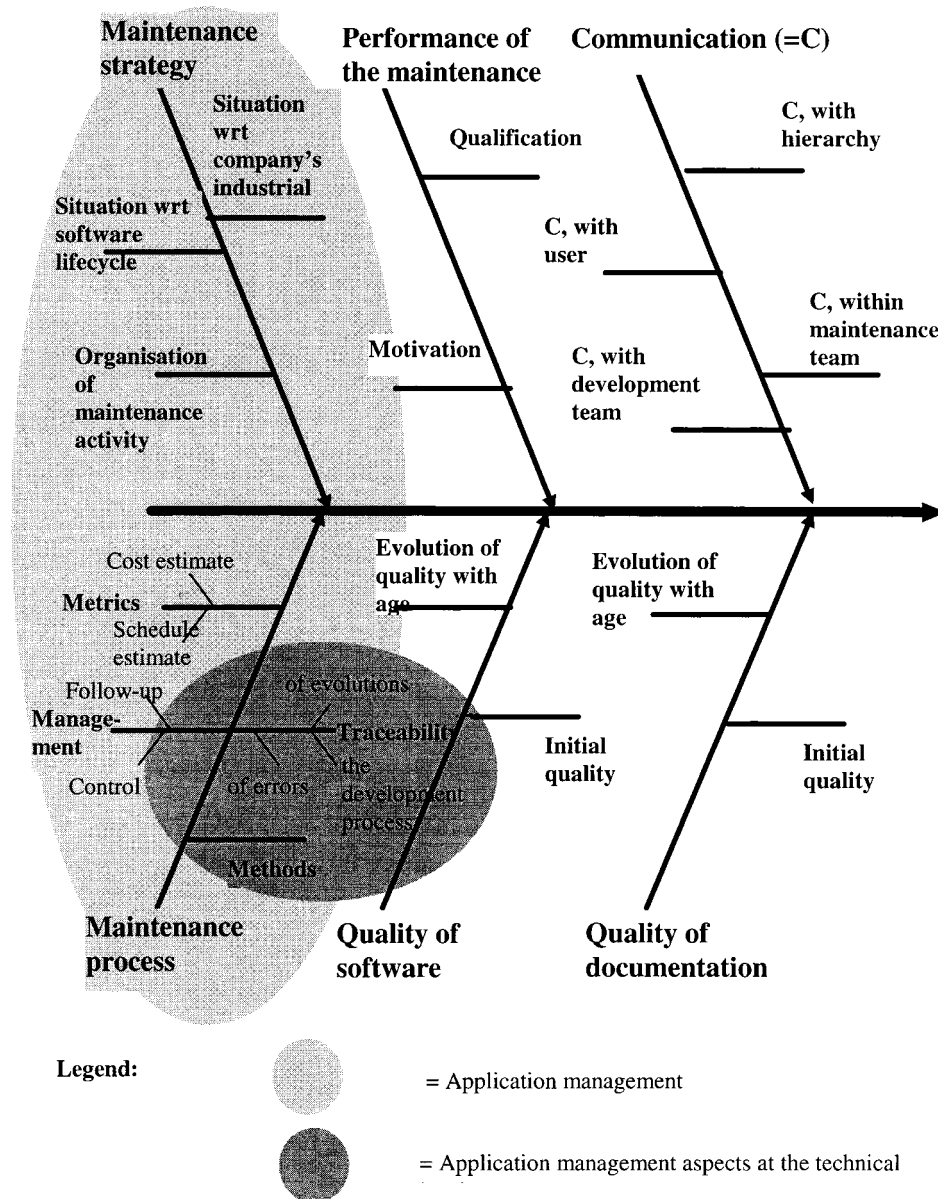 Maintenance
strategy
Performance of
the maintenance
Communication (=C)
Situation
wrt
company's
industrial
Situation wrt
software
lifecycle
Organisation
of
maintenance
activity
Qualification
Motivation
C, with
hierarchy
C, with
user
C, within
maintenance
team
C, with
development
team
Cost estimate
Metrics
Schedule
estimate
Follow-up
Manage-
ment
Control
of evolutions
Traceability
of errors
the
development
process
Methods
Maintenance
process
Evolution of
quality with
age
Initial
quality
Quality of
software
Evolution of
quality with
age
Initial
quality
Quality of
documentation
Legend:
= Application management
= Application management aspects at the technical